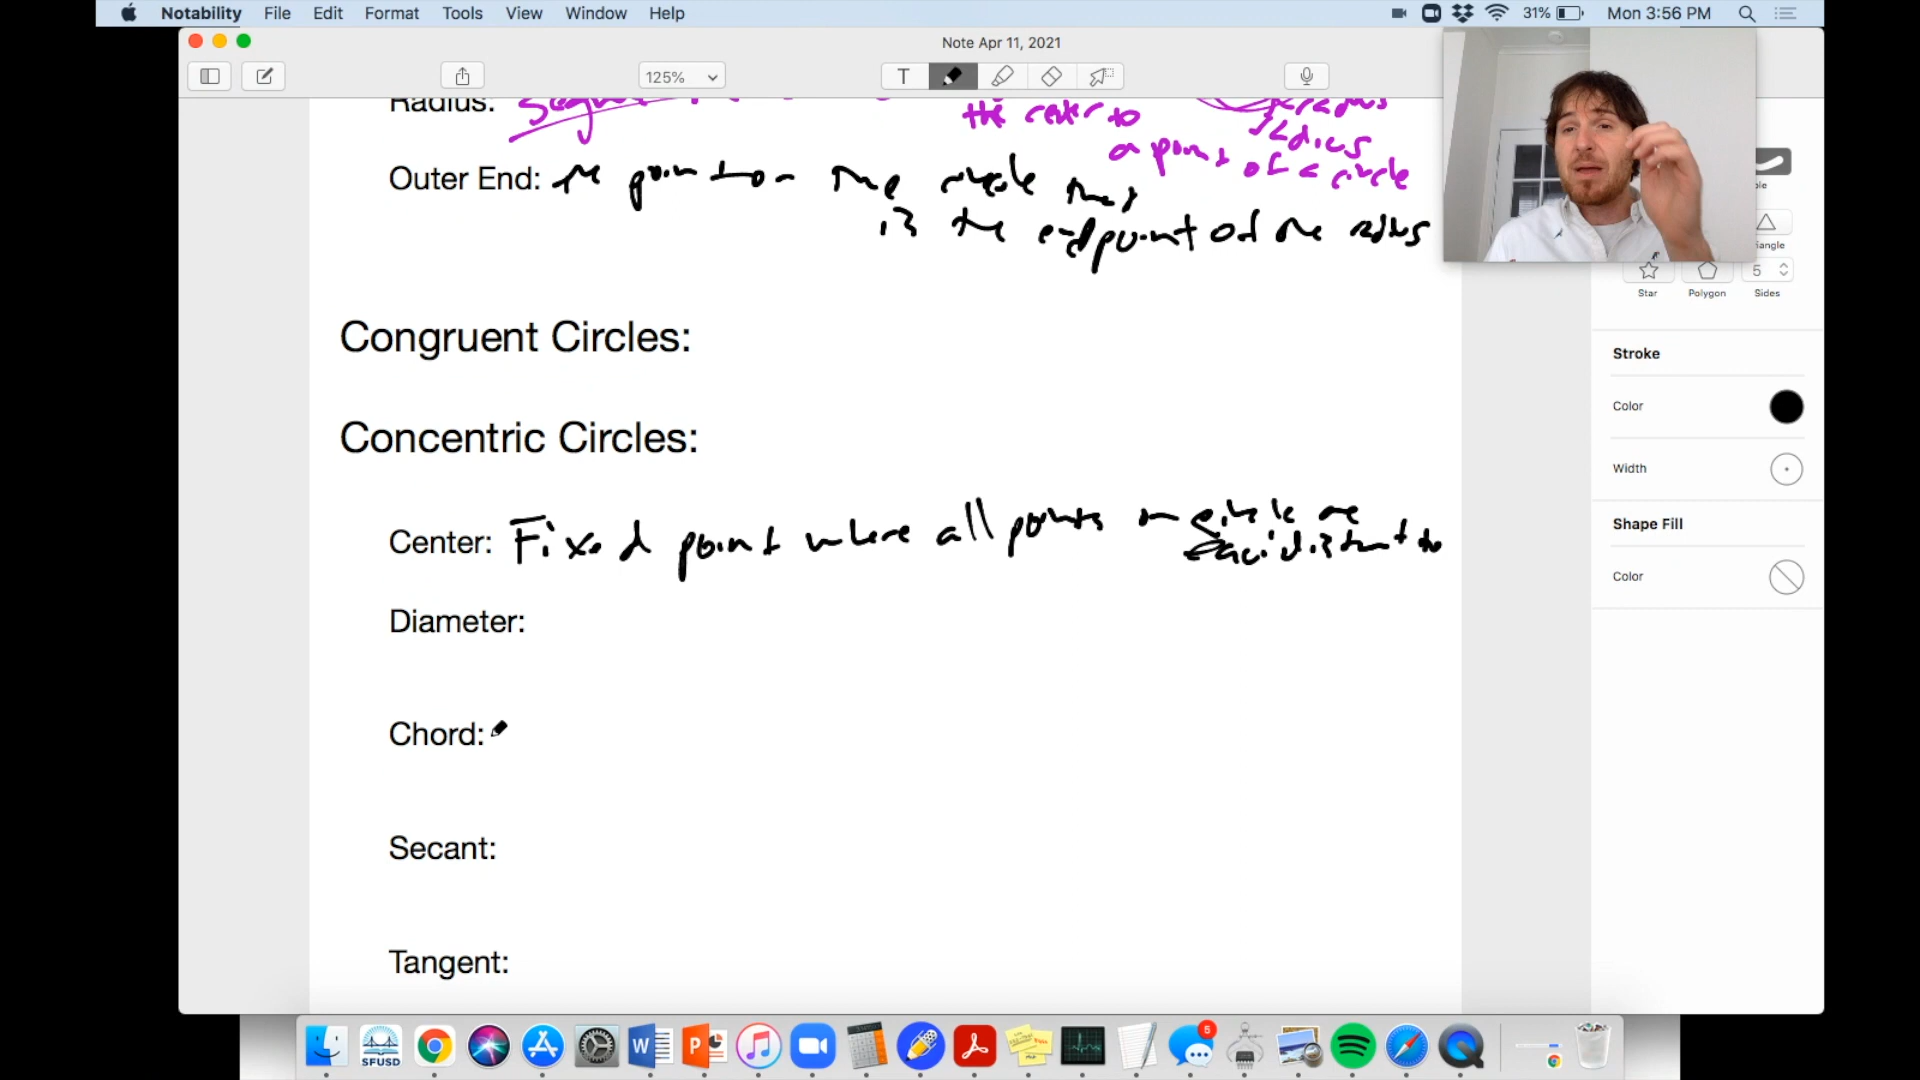 Notability File Edit Format Tools View Window Help 31% Mon 3:56 PM
Note Apr 11, 2021
125% T
Radius: the center to radius
a point of a circle
Outer End: the point on the circle that
is the endpoint of the radius
Star Polygon Sides
5
Congruent Circles:
Stroke
Color
Concentric Circles:
Width
Shape Fill
Center: Fixed point where all points on circle are
equidistant to
Color
Diameter:
Chord:
Secant:
Tangent:
SFUSD W P 5